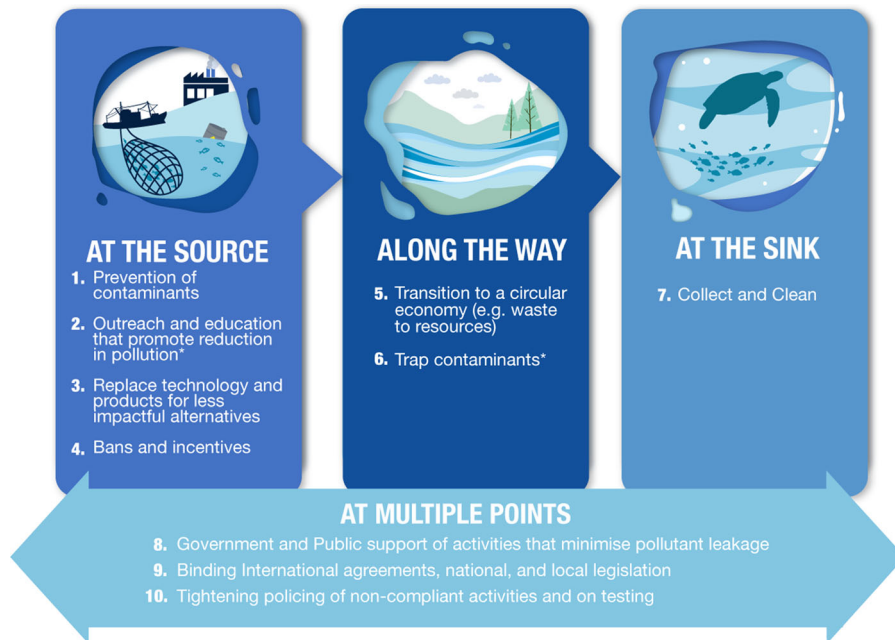 AT THE SOURCE
1. Prevention of
contaminants
2. Outreach and education
that promote reduction
in pollution*
3. Replace technology and
products for less
impactful alternatives
4. Bans and incentives
ALONG THE WAY
5. Transition to a circular
economy (e.g. waste
to resources)
6. Trap contaminants*
AT THE SINK
7. Collect and Clean
AT MULTIPLE POINTS
8. Government and Public support of activities that minimise pollutant leakage
9. Binding International agreements, national, and local legislation
10. Tightening policing of non-compliant activities and on testing